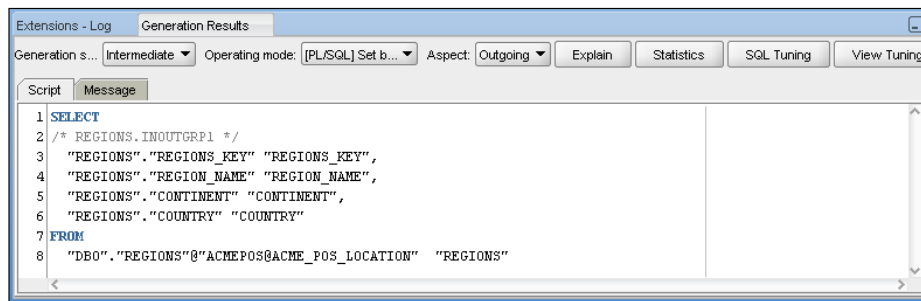 Extensions - Log Generation Results
Generation s... Intermediate Operating mode: [PL/SQL] Set b... Aspect: Outgoing Explain Statistics SQL Tuning View Tuning
Script Message
1 SELECT
2 /* REGIONS.INOUTGRP1 */
3 "REGIONS"."REGIONS_KEY" "REGIONS_KEY",
4 "REGIONS"."REGION_NAME" "REGION_NAME",
5 "REGIONS"."CONTINENT" "CONTINENT",
6 "REGIONS"."COUNTRY" "COUNTRY"
7 FROM
8 "DBO"."REGIONS"@"ACMEPOS@ACME_POS_LOCATION" "REGIONS"